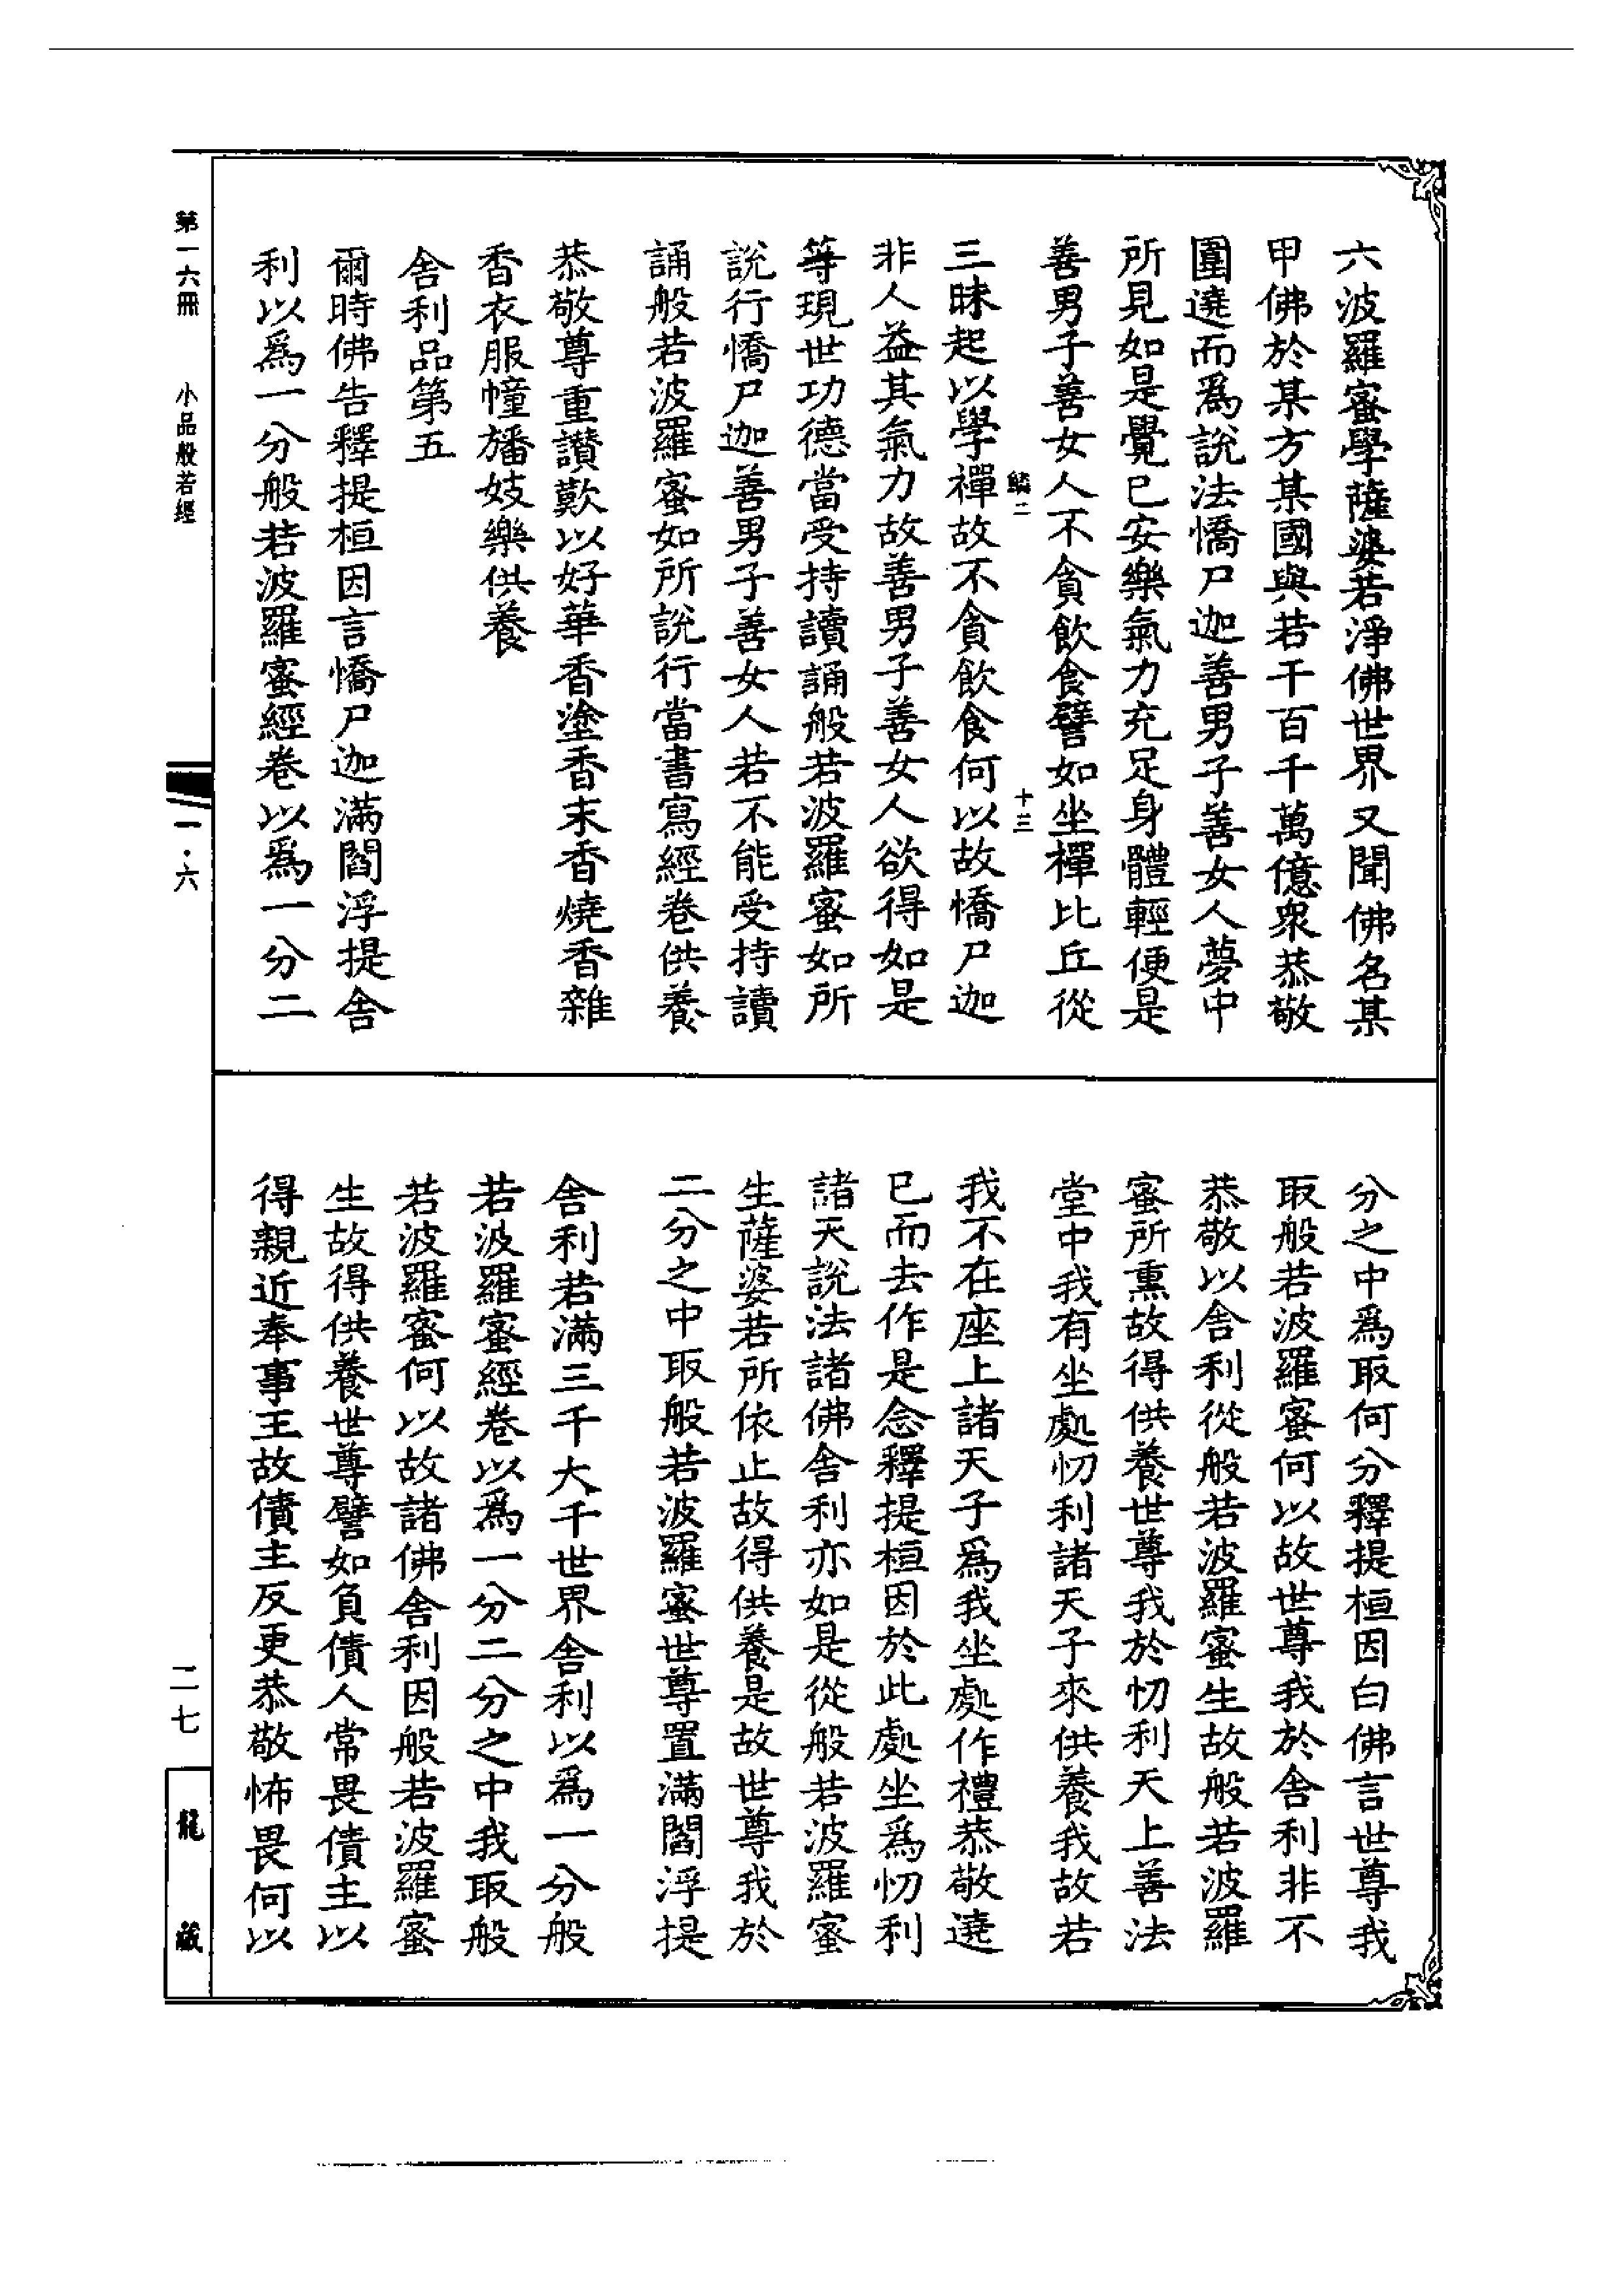 六波羅蜜學薩婆若淨佛世界又聞佛名某
甲佛於某方某國與若干百千萬億衆恭敬
圍遶而爲說法憍尸迦善男子善女人夢中
所見如是覺已安樂氣力充足身體輕便是
善男子善女人不貪飲食譬如坐禪比丘從
鱗二 十三
三昧起以學禪故不貪飲食何以故憍尸迦
非人益其氣力故善男子善女人欲得如是
等現世功德當受持讀誦般若波羅蜜如所
說行憍尸迦善男子善女人若不能受持讀
誦般若波羅蜜如所說行當書寫經卷供養
恭敬尊重讚歎以好華香塗香末香燒香雜
香衣服幢旛妓樂供養
舍利品第五
爾時佛告釋提桓因言憍尸迦滿閻浮提舍
利以爲一分般若波羅蜜經卷以爲一分二
分之中爲取何分釋提桓因白佛言世尊我
取般若波羅蜜何以故世尊我於舍利非不
恭敬以舍利從般若波羅蜜生故般若波羅
蜜所熏故得供養世尊我於忉利天上善法
堂中我有坐處忉利諸天子來供養我故若
我不在座上諸天子爲我坐處作禮恭敬遶
已而去作是念釋提桓因於此處坐爲忉利
諸天說法諸佛舍利亦如是從般若波羅蜜
生薩婆若所依止故得供養是故世尊我於
二分之中取般若波羅蜜世尊置滿閻浮提
舍利若滿三千大千世界舍利以爲一分般
若波羅蜜經卷以爲一分二分之中我取般
若波羅蜜何以故諸佛舍利因般若波羅蜜
生故得供養世尊譬如負債人常畏債主以
得親近奉事王故債主反更恭敬怖畏何以
第一六冊 小品般若經
一·六
二七
龍藏